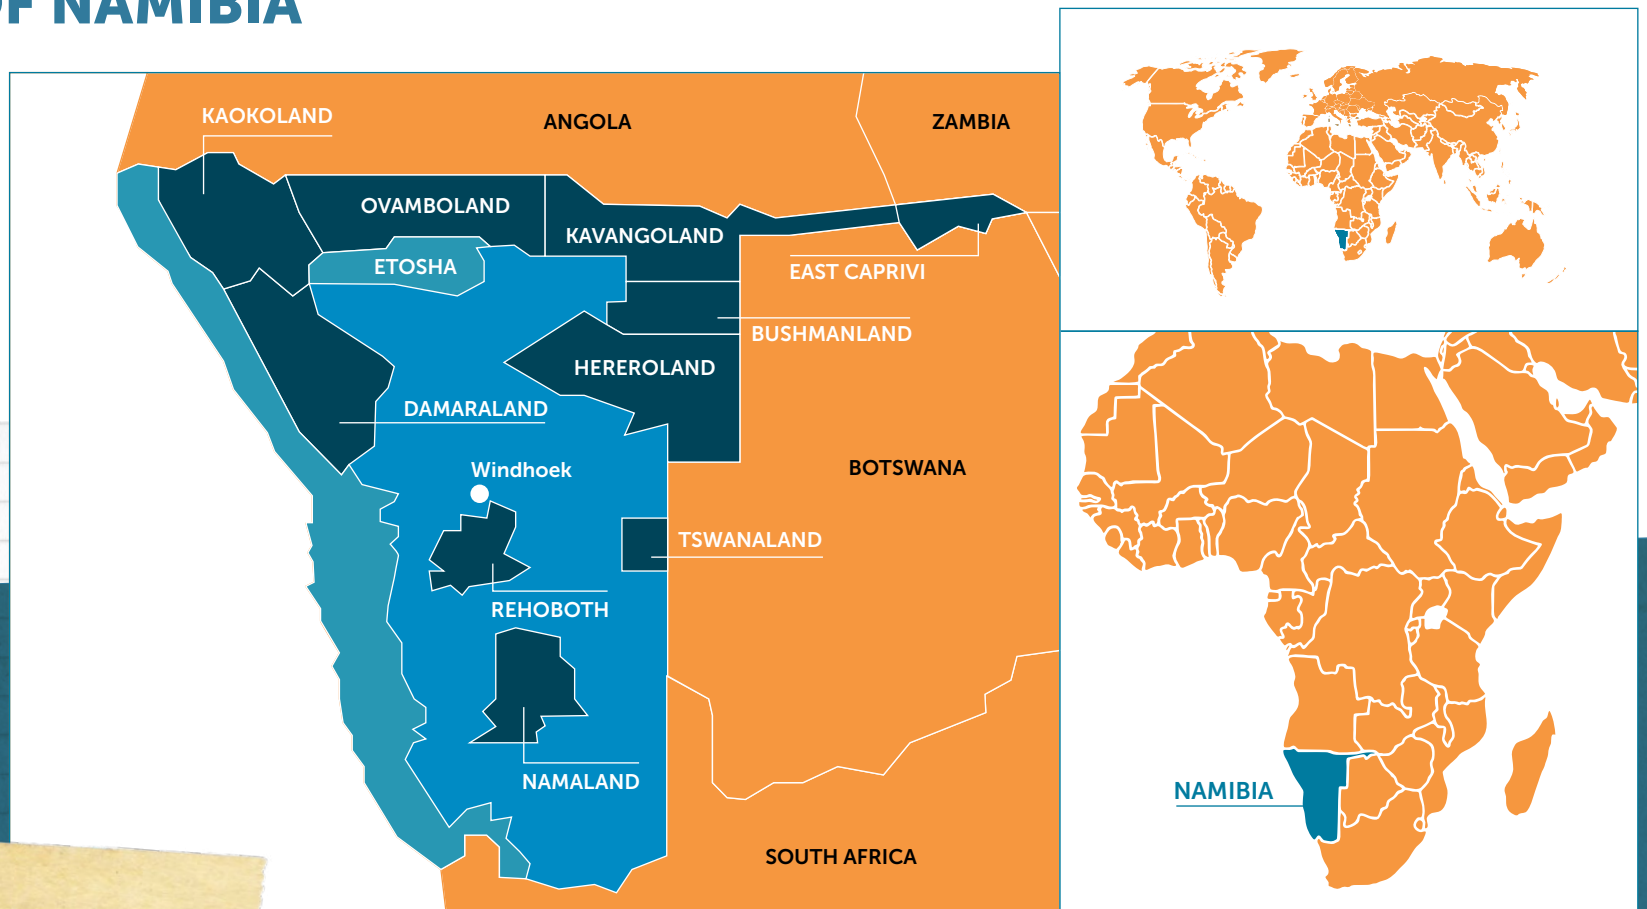 OF NAMIBIA
KAOKOLAND
ANGOLA
ZAMBIA
OVAMBOLAND
KAVANGOLAND
ETOSHA
EAST CAPRIVI
BUSHMANLAND
HEREROLAND
DAMARALAND
BOTSWANA
Windhoek
TSWANALAND
REHOBOTH
NAMALAND
SOUTH AFRICA
NAMIBIA